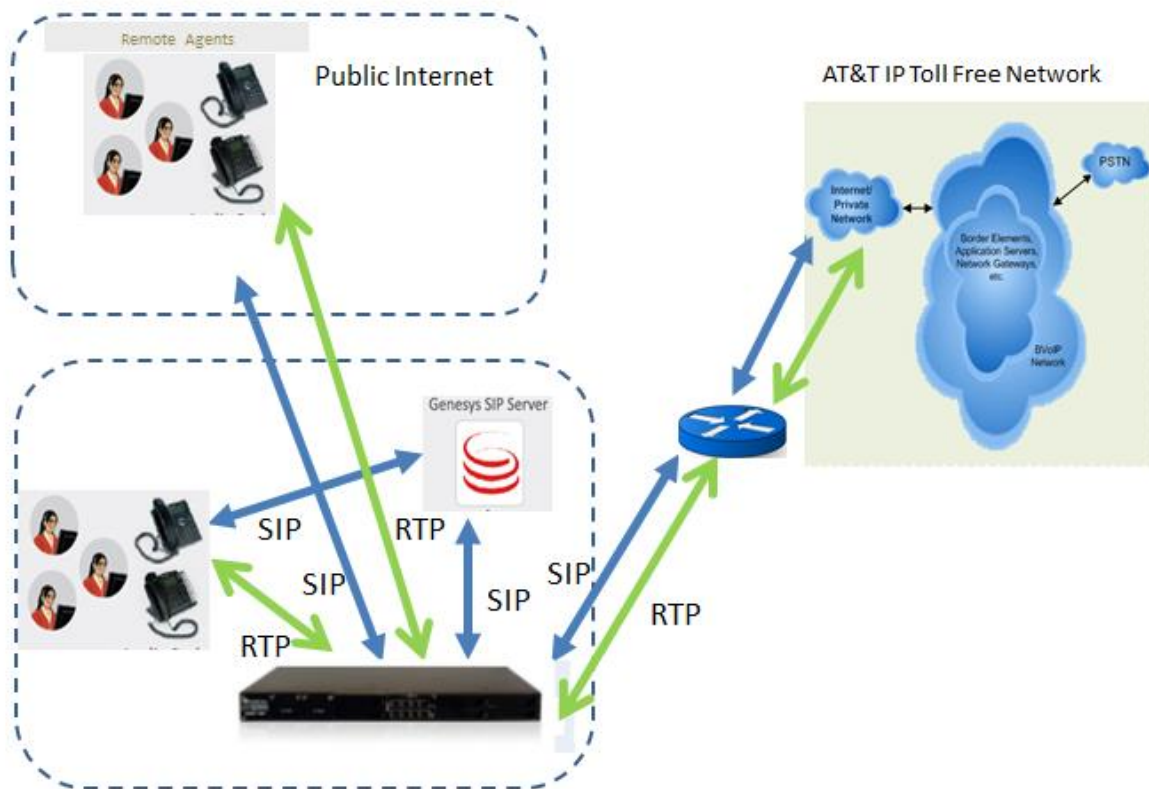 Remote Agents
Public Internet
AT&T IP Toll Free Network
PSTN
Internet/
Private
Network
Border Elements,
Application Servers,
Network Gateways,
etc.
BVoIP
Network
Genesys SIP Server
SIP
RTP
SIP
SIP
SIP
RTP
RTP